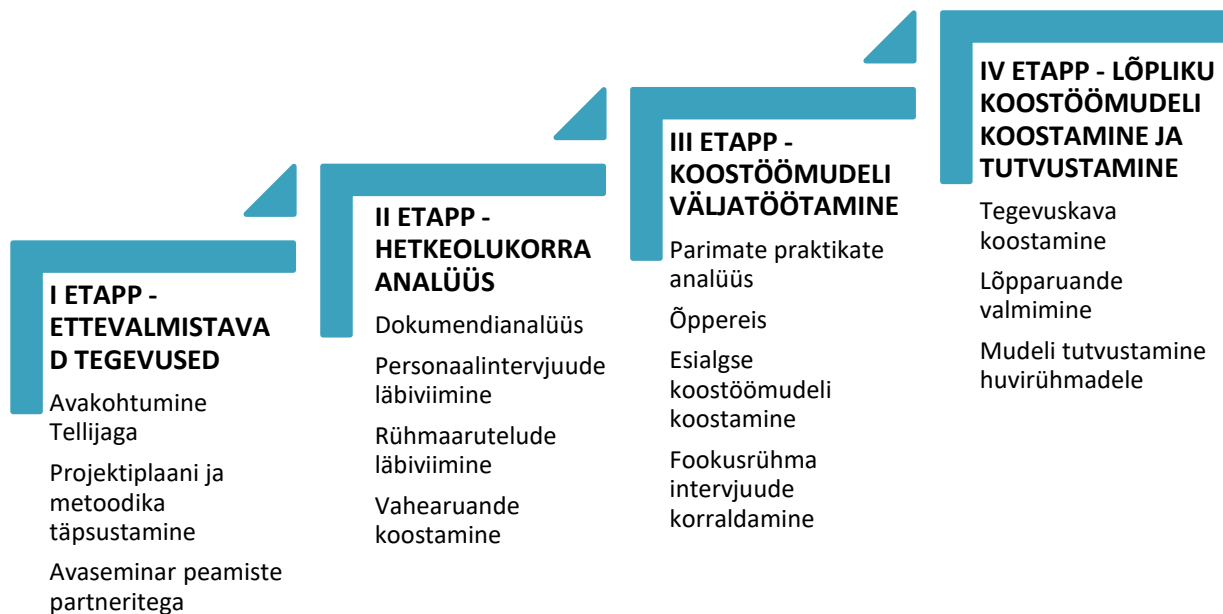 I ETAPP -
ETTEVALMISTAVA
D TEGEVUSED
Avakohtumine
Tellijaga
Projektiplaani ja
metoodika
täpsustamine
Avaseminar peamiste
partneritega
II ETAPP -
HETKEOLUKORRA
ANALÜÜS
Dokumendianalüüs
Personaalintervjuude
läbiviimine
Rühmaarutelude
läbiviimine
Vahearuande
koostamine
III ETAPP -
KOOSTÖÖMUDELI
VÄLJATÖÖTAMINE
Parimate praktikate
analüüs
Õppereis
Esialgse
koostöömudeli
koostamine
Fookusrühma
intervjuude
korraldamine
IV ETAPP - LÕPLIKU
KOOSTÖÖMUDELI
KOOSTAMINE JA
TUTVUSTAMINE
Tegevuskava
koostamine
Lõpparuande
valmimine
Mudeli tutvustamine
huvirühmadele